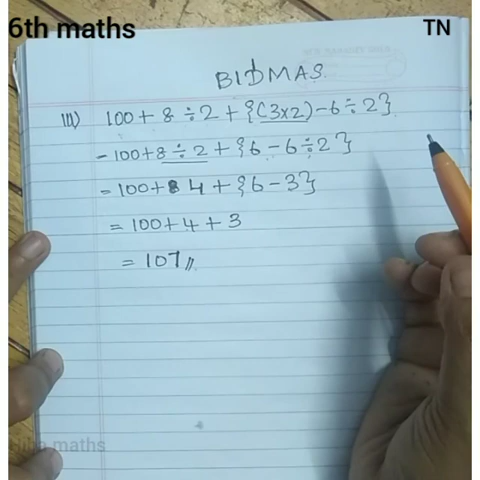 6th maths
TN
BIDMAS
iii) 100 + 8 ÷ 2 + {(3×2) - 6 ÷ 2}
- 100 + 8 ÷ 2 + {6 - 6 ÷ 2}
= 100 + 4 + {6 - 3}
= 100 + 4 + 3
= 107 //
maths